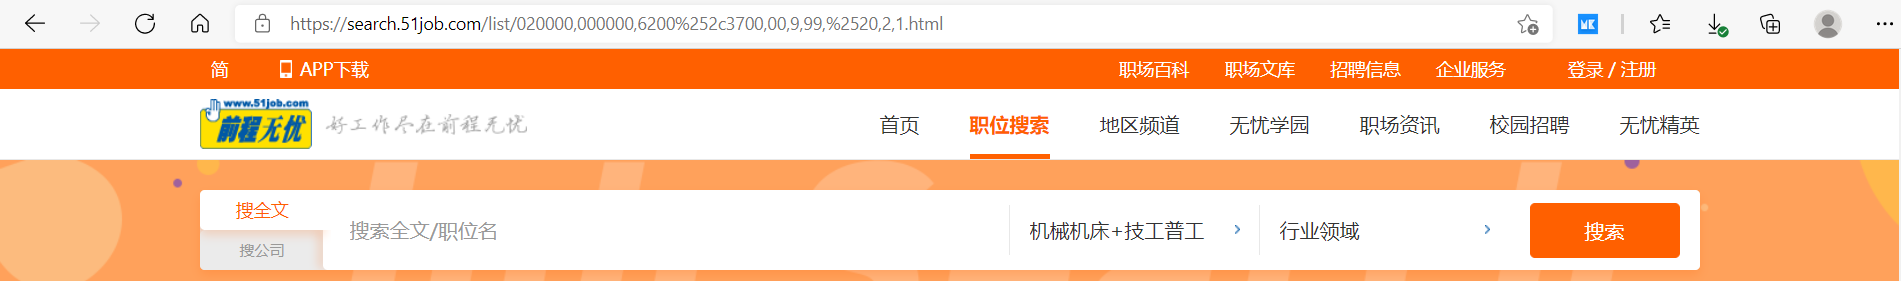 https://search.51job.com/list/020000,000000,6200%252c3700,00,9,99,%2520,2,1.html
简 APP下载 职场百科 职场文库 招聘信息 企业服务 登录 / 注册
www.51job.com
前程无忧 好工作尽在前程无忧 首页 职位搜索 地区频道 无忧学园 职场资讯 校园招聘 无忧精英
搜全文
搜索全文/职位名 机械机床+技工普工 行业领域 搜索
搜公司